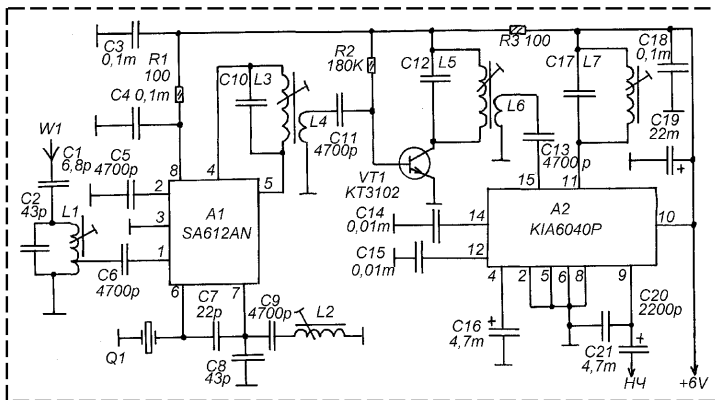 C3
0,1m
R1
100
C4 0,1m
W1
C1
6,8p
C2
43p
L1
C5
4700p
C6
4700p
8
4
2
3
1
5
6
7
A1
SA612AN
C10
L3
L4
C11
4700p
R2
180K
C12
L5
L6
R3 100
C17
L7
C18
0,1m
C19
22m
+
VT1
КТ3102
C13
4700p
15
11
C14
0,01m
C15
0,01m
14
12
A2
KIA6040P
10
4
2
5
6
8
9
Q1
C7
22p
C8
43p
C9
4700p
L2
+
C16
4,7m
C20
2200p
C21
4,7m
+
НЧ
+6V